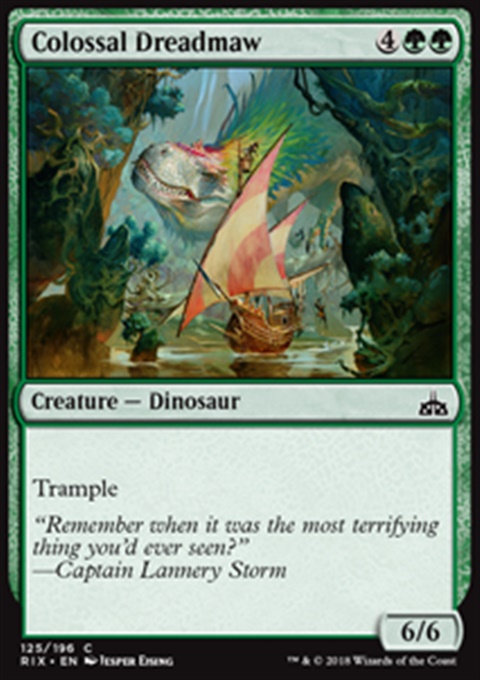 Colossal Dreadmaw 4
Creature — Dinosaur
Trample
“Remember when it was the most terrifying
thing you’d ever seen?”
—Captain Lannery Storm
6/6
125/196 C
RIX • EN Jesper Ejsing
™ & © 2018 Wizards of the Coast